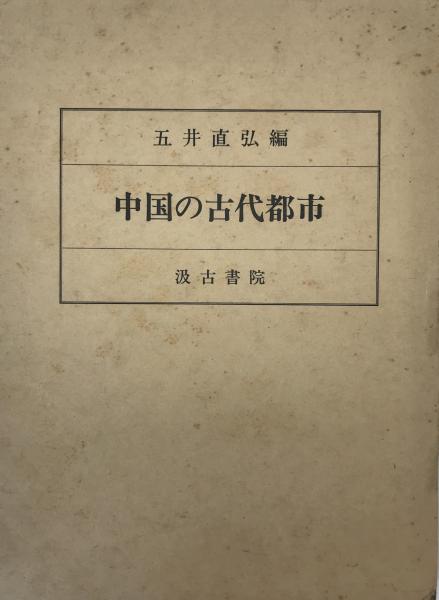 五井直弘編
中国の古代都市
汲古書院